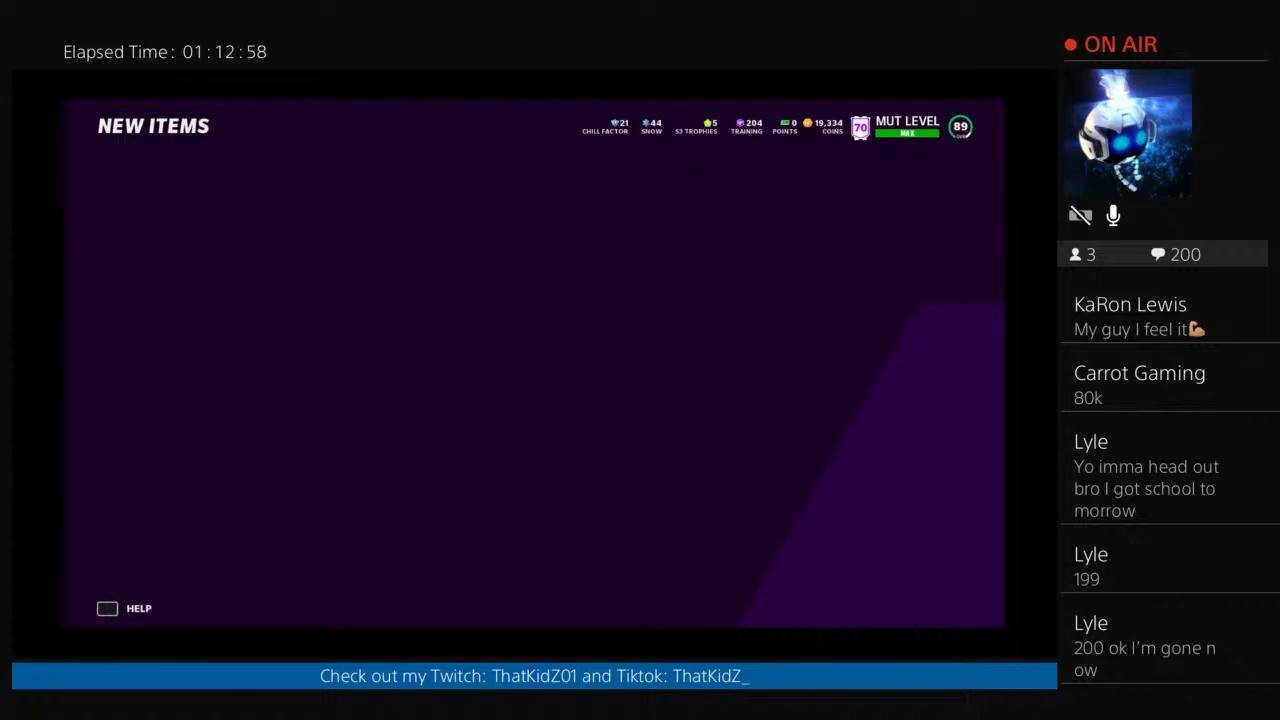 Elapsed Time: 01:12:58
ON AIR
NEW ITEMS
21
CHILL FACTOR
44
SNOW
5
S3 TROPHIES
204
TRAINING
0
POINTS
19,334
COINS
70
MUT LEVEL
MAX
89
OVR
3
200
KaRon Lewis
My guy I feel it💪🏽
Carrot Gaming
80k
Lyle
Yo imma head out
bro I got school to
morrow
Lyle
199
Lyle
200 ok I'm gone n
ow
HELP
Check out my Twitch: ThatKidZ01 and Tiktok: ThatKidZ_